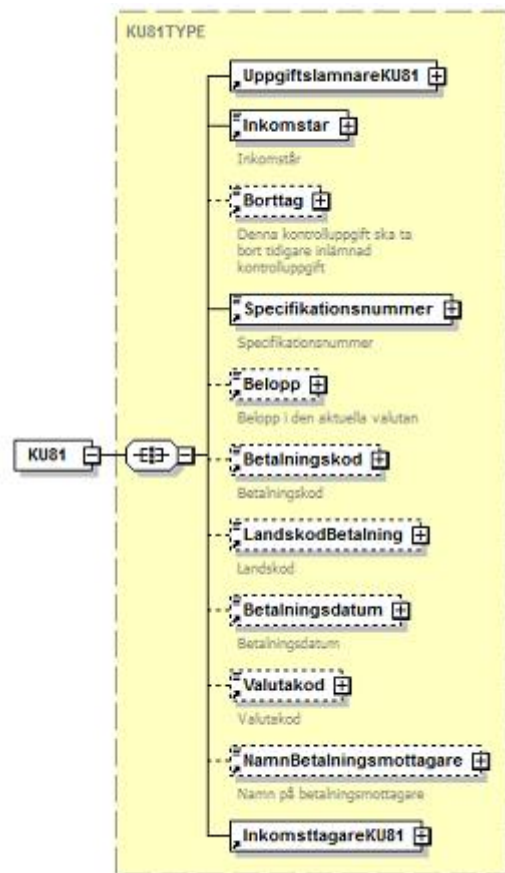 KU81TYPE
UppgiftslamnareKU81
Inkomstar
Inkomstår
Borttag
Denna kontrolluppgift ska ta
bort tidigare inlämnad
kontrolluppgift
Specifikationsnummer
Specifikationsnummer
Belopp
Belopp i den aktuella valutan
KU81
Betalningskod
Betalningskod
LandskodBetalning
Landskod
Betalningsdatum
Betalningsdatum
Valutakod
Valutakod
NamnBetalningsmottagare
Namn på betalningsmottagare
InkomsttagareKU81